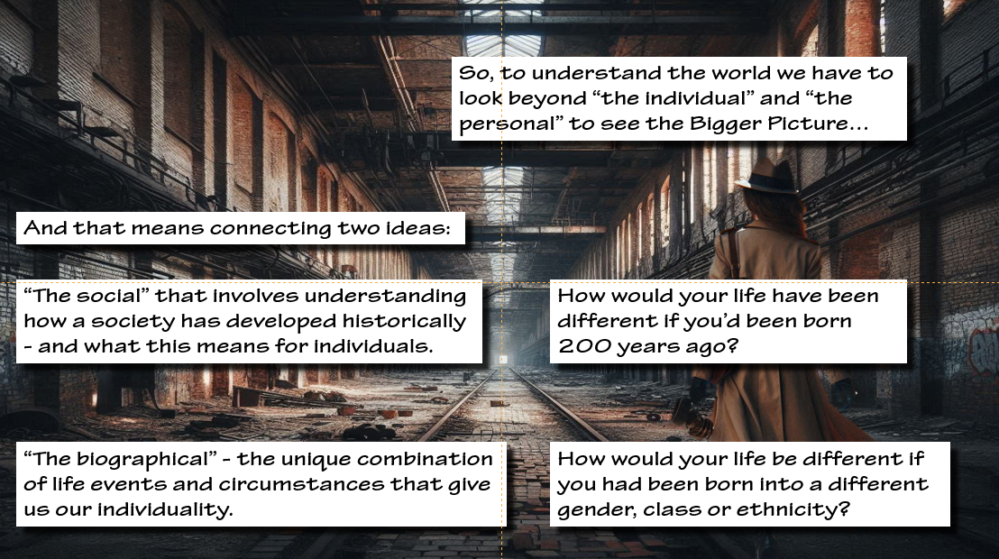 So, to understand the world we have to
look beyond “the individual” and “the
personal” to see the Bigger Picture...
And that means connecting two ideas:
“The social” that involves understanding
how a society has developed historically
- and what this means for individuals.
How would your life have been
different if you’d been born
200 years ago?
“The biographical” - the unique combination
of life events and circumstances that give
us our individuality.
How would your life be different if
you had been born into a different
gender, class or ethnicity?